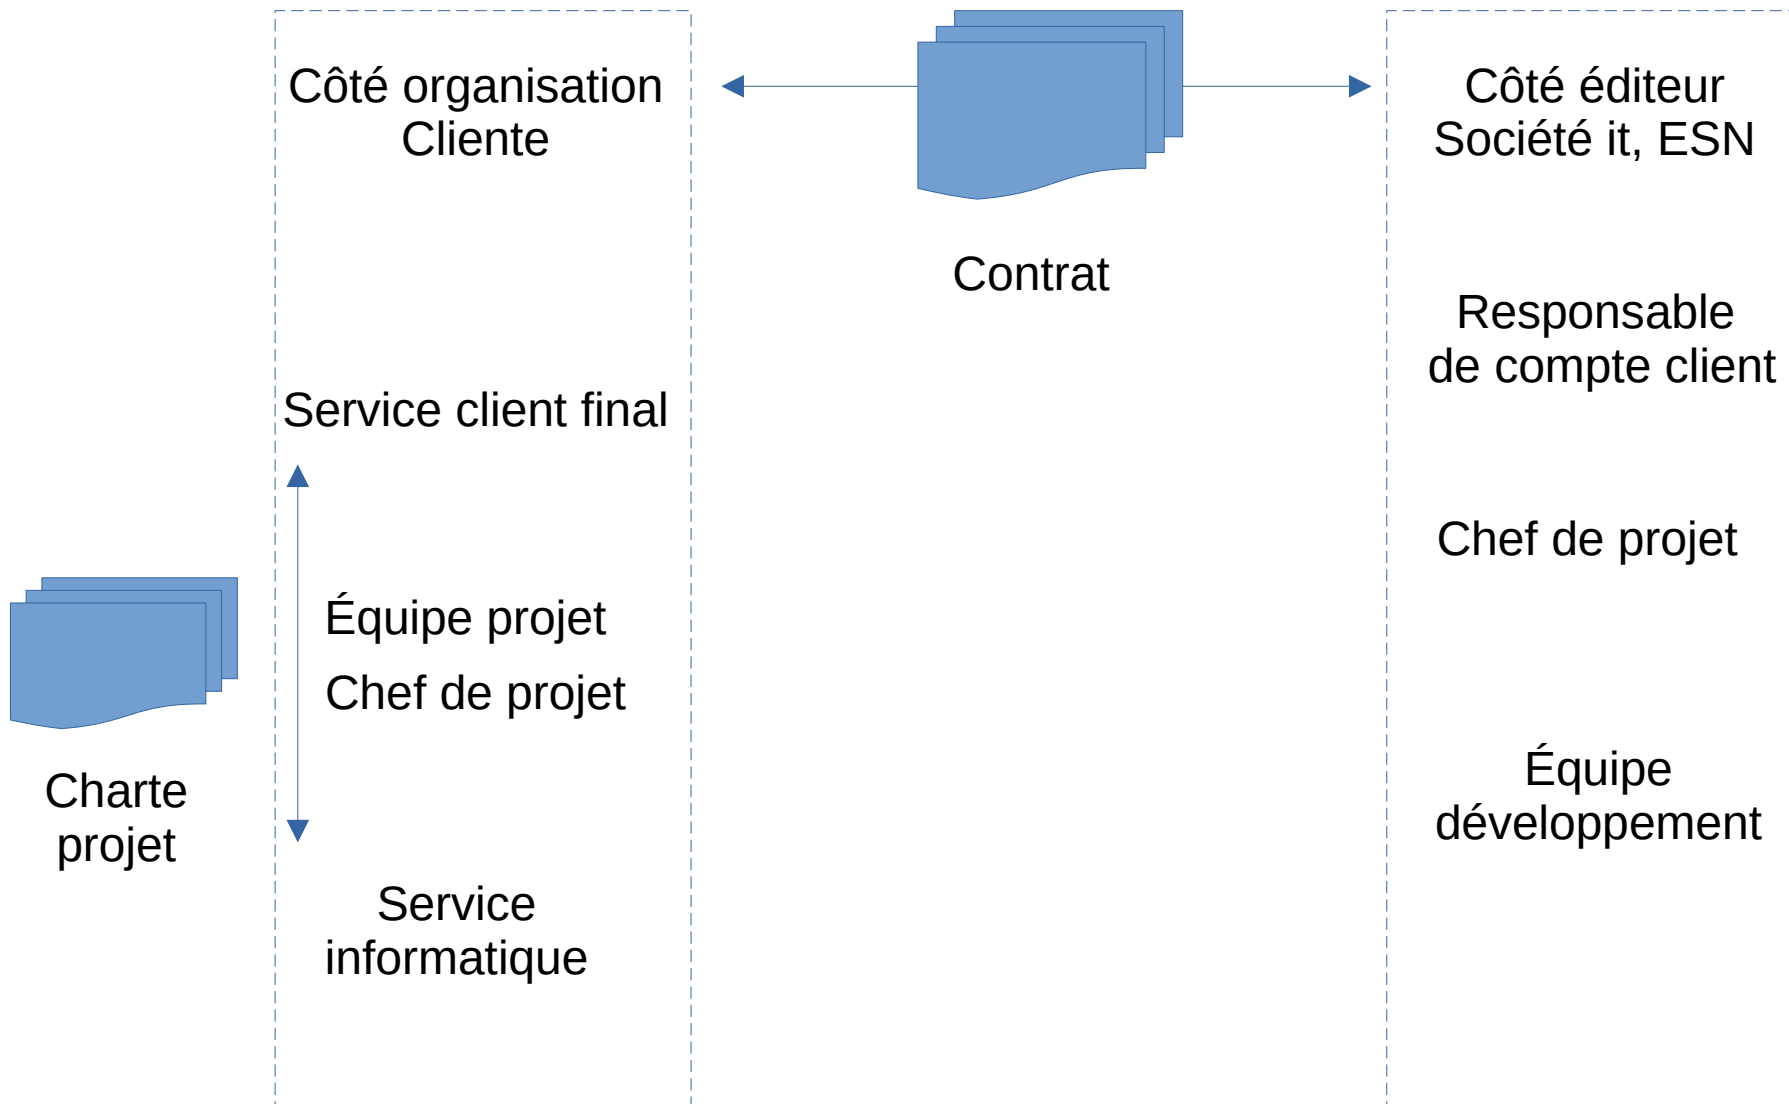 Côté organisation
Cliente
Contrat
Côté éditeur
Société it, ESN
Responsable
de compte client
Service client final
Chef de projet
Équipe projet
Chef de projet
Charte
projet
Équipe
développement
Service
informatique